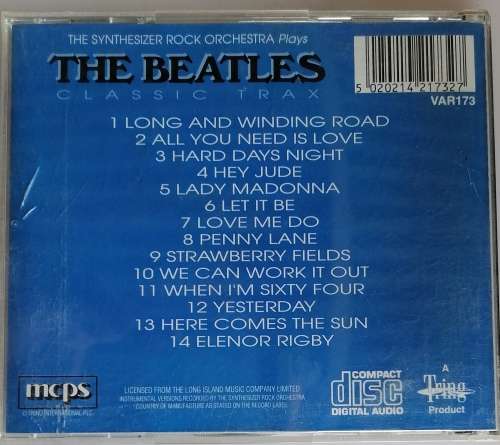 THE SYNTHESIZER ROCK ORCHESTRA Plays
THE BEATLES
CLASSIC TRAX
5 020214 217327
VAR173
1 LONG AND WINDING ROAD
2 ALL YOU NEED IS LOVE
3 HARD DAYS NIGHT
4 HEY JUDE
5 LADY MADONNA
6 LET IT BE
7 LOVE ME DO
8 PENNY LANE
9 STRAWBERRY FIELDS
10 WE CAN WORK IT OUT
11 WHEN I'M SIXTY FOUR
12 YESTERDAY
13 HERE COMES THE SUN
14 ELENOR RIGBY
mcps
© TRING INTERNATIONAL PLC
LICENSED FROM THE LONG ISLAND MUSIC COMPANY LIMITED
INSTRUMENTAL VERSIONS RECORDED BY THE SYNTHESIZER ROCK ORCHESTRA
COUNTRY OF MANUFACTURE AS STATED ON THE RECORD LABEL
COMPACT
disc
DIGITAL AUDIO
A
Tring
Product